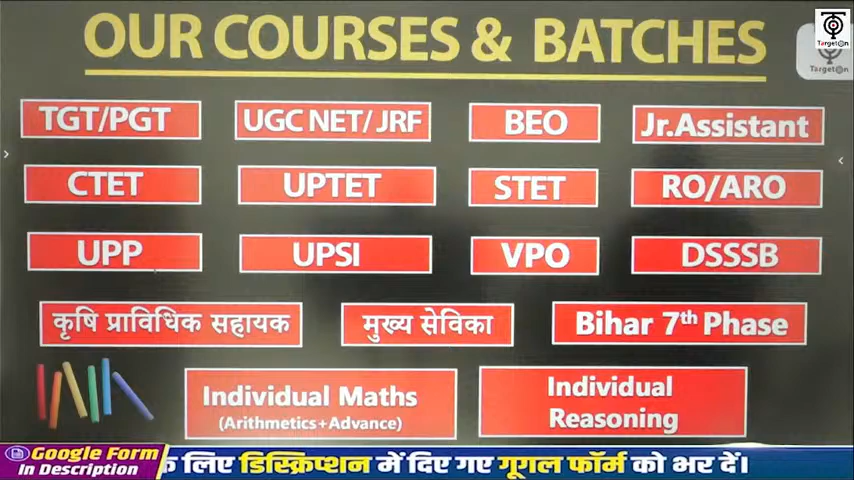 OUR COURSES & BATCHES
TargetOn
TargetOn
TGT/PGT
UGC NET/ JRF
BEO
Jr.Assistant
CTET
UPTET
STET
RO/ARO
UPP
UPSI
VPO
DSSSB
कृषि प्राविधिक सहायक
मुख्य सेविका
Bihar 7th Phase
Individual Maths
(Arithmetics+Advance)
Individual
Reasoning
Google Form
In Description
के लिए डिस्क्रिप्शन में दिए गए गूगल फॉर्म को भर दें।